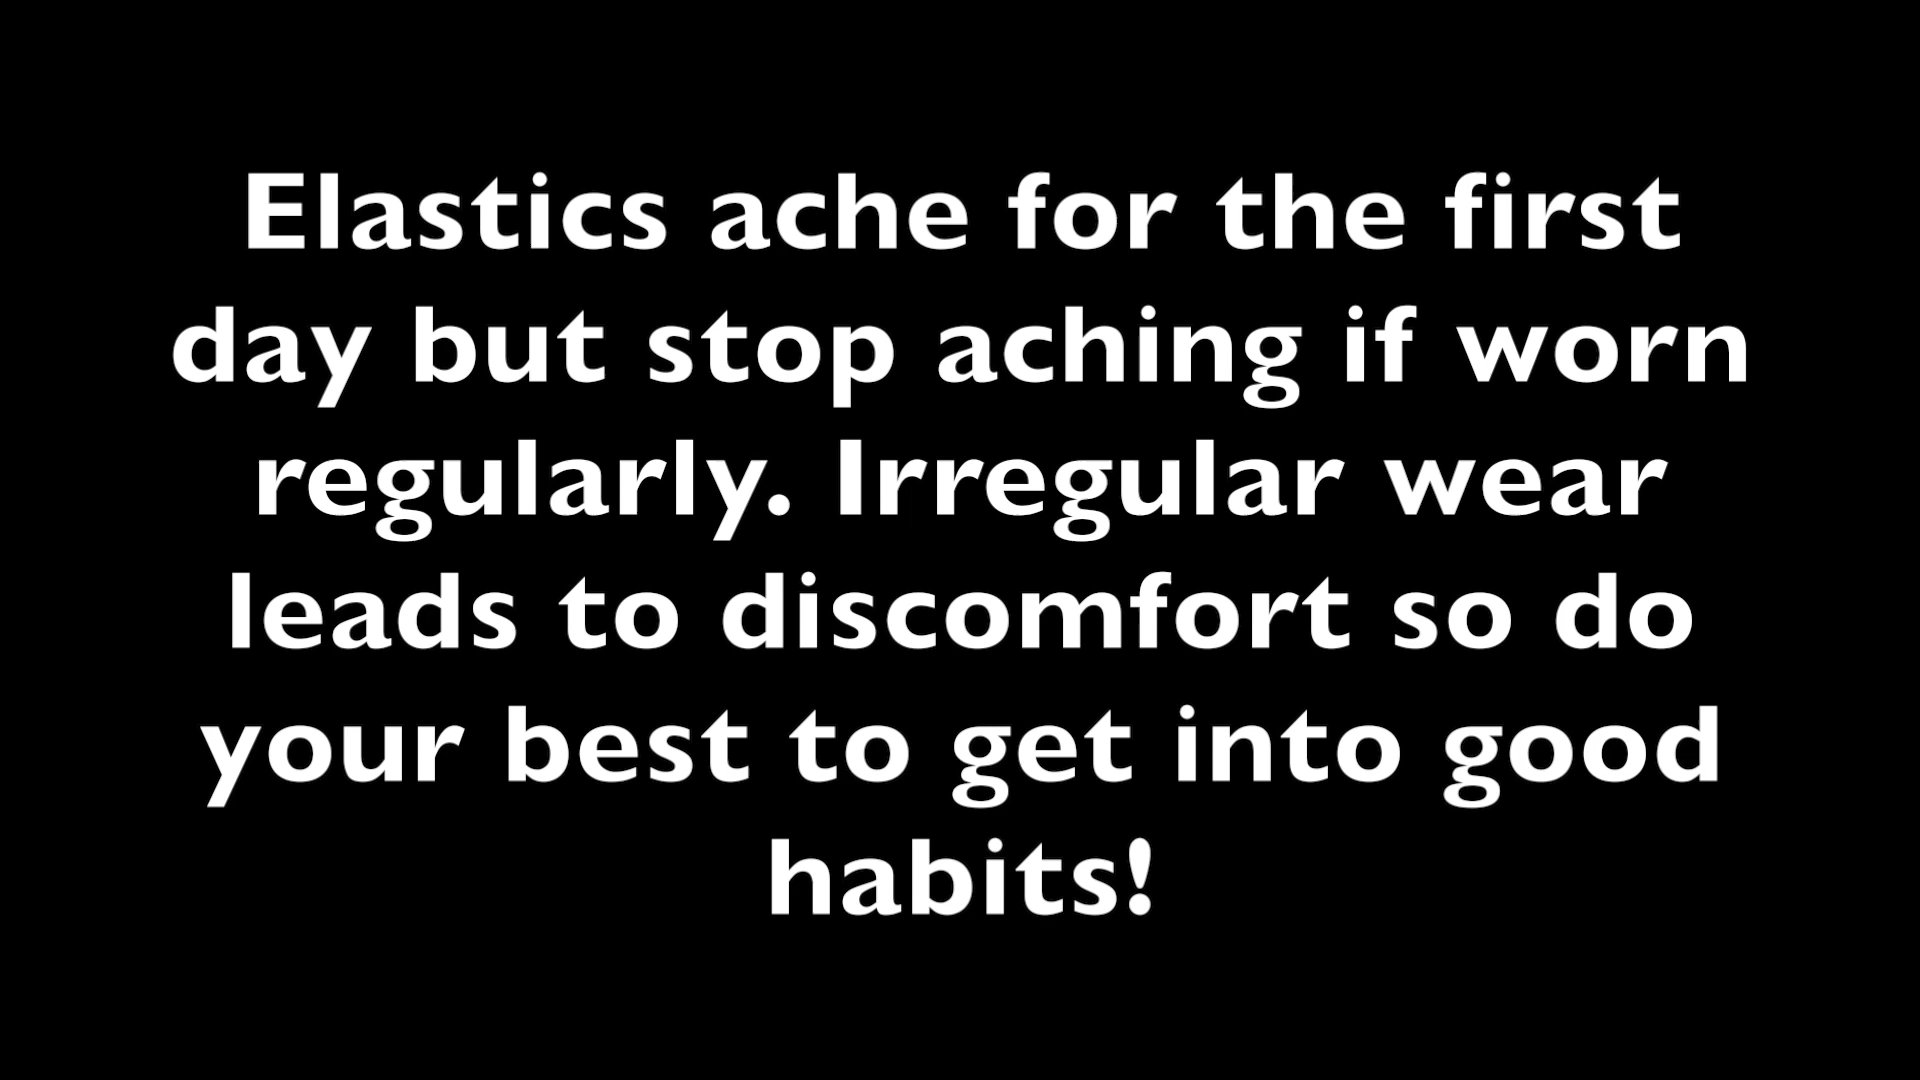 Elastics ache for the first
day but stop aching if worn
regularly. Irregular wear
leads to discomfort so do
your best to get into good
habits!